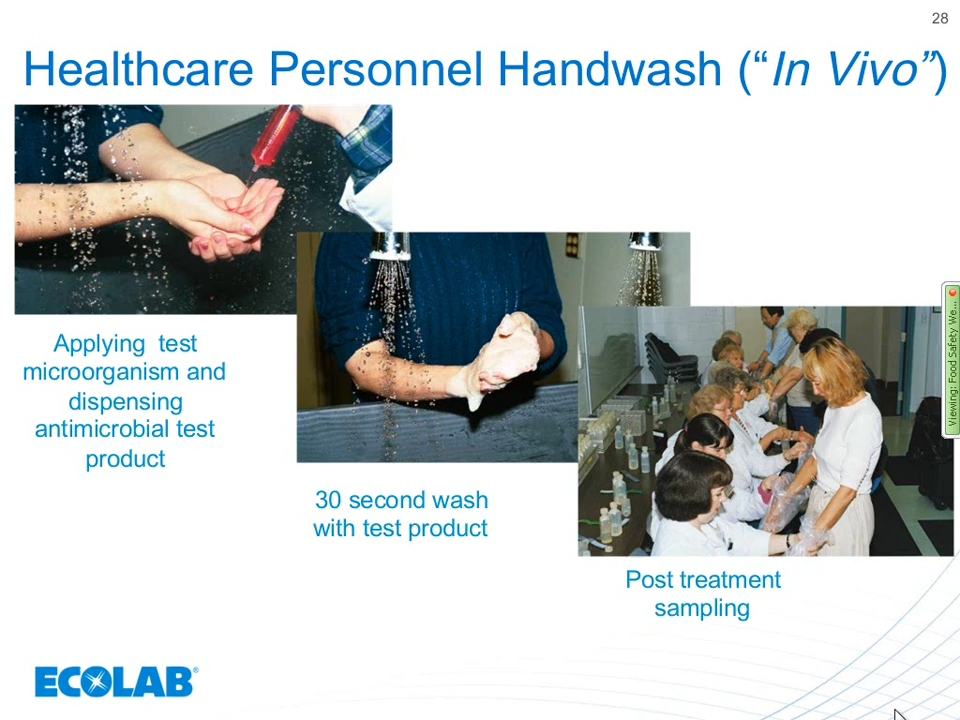 28
Healthcare Personnel Handwash (“In Vivo”)
Applying test
microorganism and
dispensing
antimicrobial test
product
30 second wash
with test product
Post treatment
sampling
Viewing: Food Safety We...
ECOLAB®